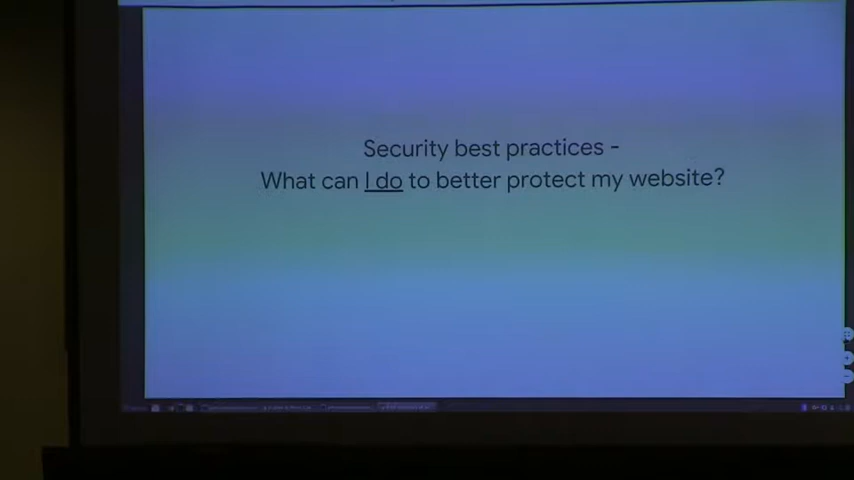 Security best practices -
What can I do to better protect my website?